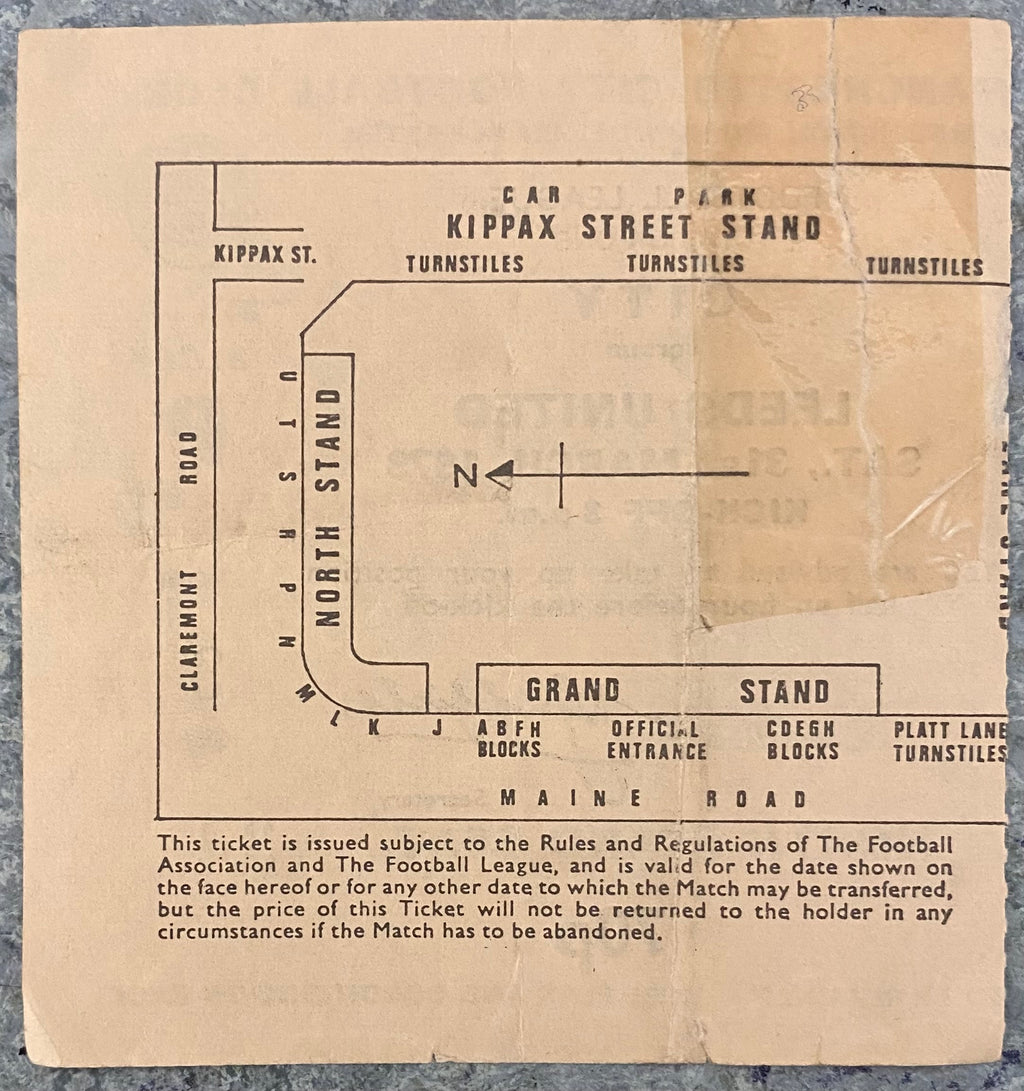 CAR PARK
KIPPAX STREET STAND
KIPPAX ST.
TURNSTILES TURNSTILES TURNSTILES
U T S R P N M L K J
NORTH STAND
N
CLAREMONT ROAD
GRAND STAND
ABFH BLOCKS
OFFICIAL ENTRANCE
CDEGH BLOCKS
PLATT LANE TURNSTILES
MAINE ROAD
This ticket is issued subject to the Rules and Regulations of The Football
Association and The Football League, and is valid for the date shown on
the face hereof or for any other date to which the Match may be transferred,
but the price of this Ticket will not be returned to the holder in any
circumstances if the Match has to be abandoned.